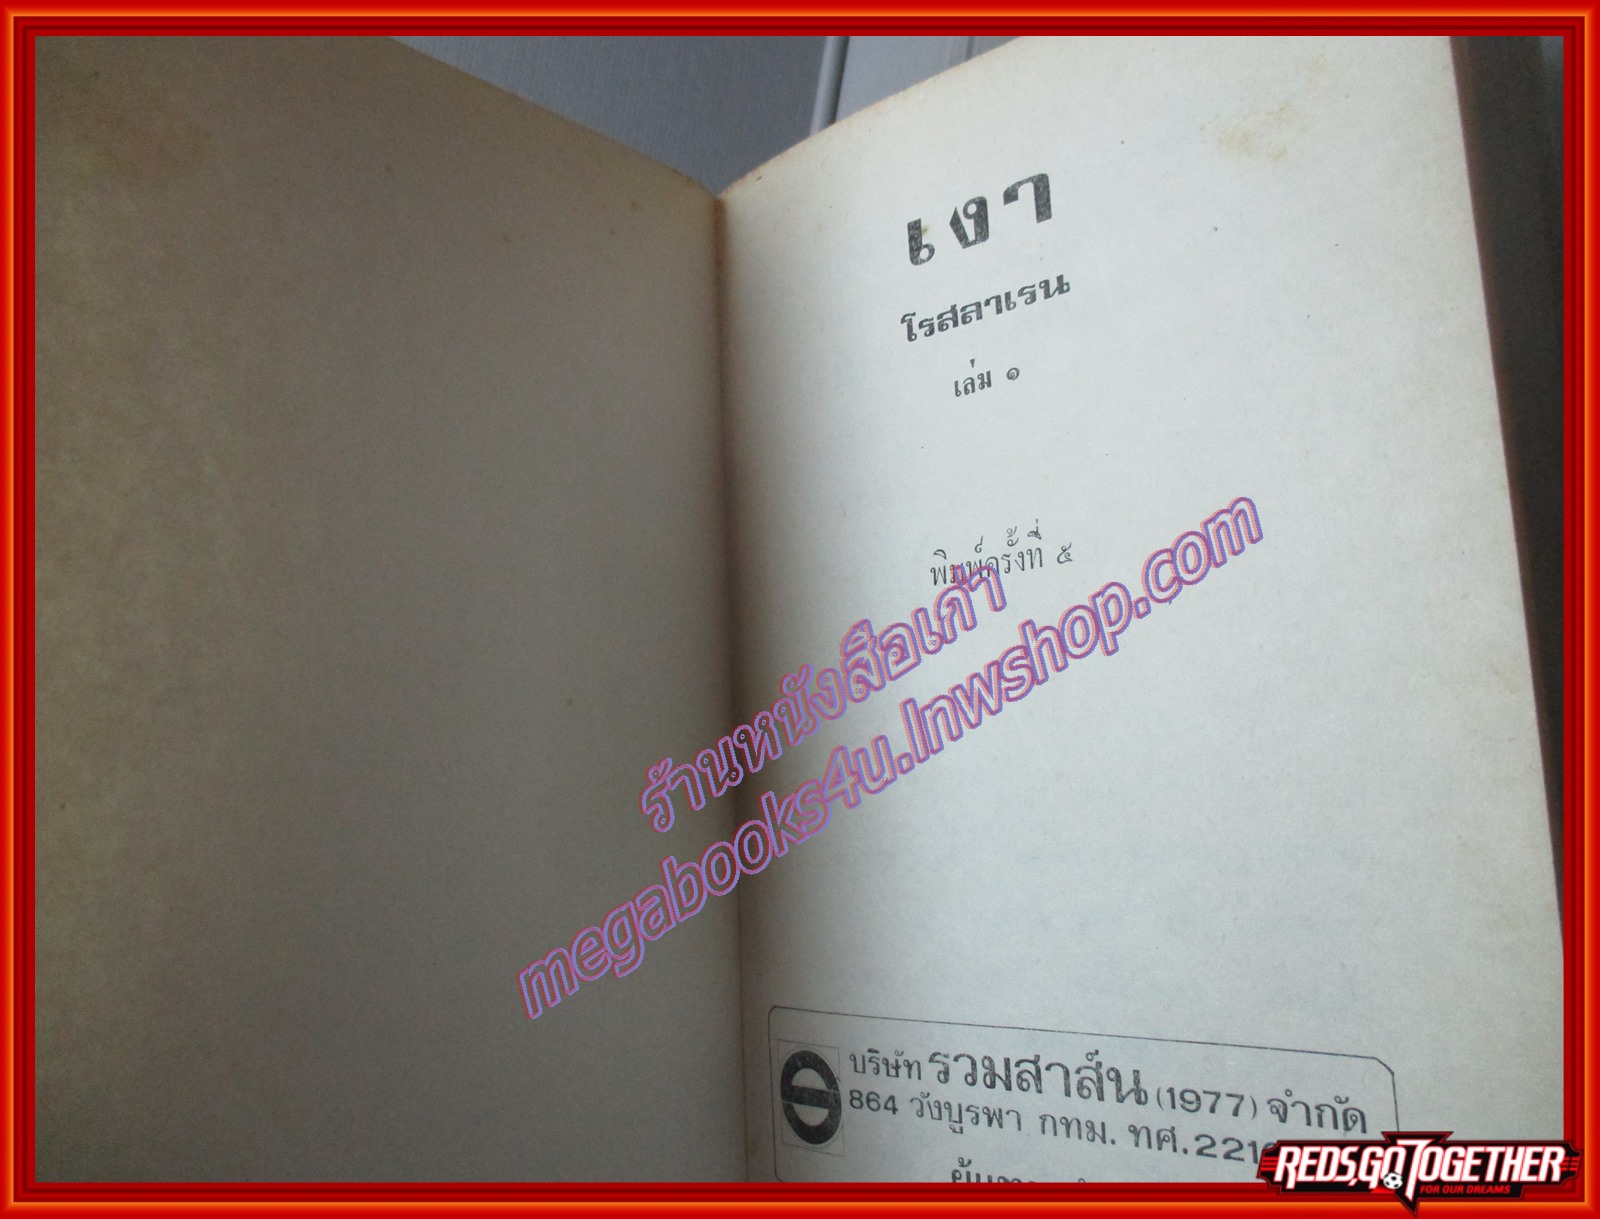 เงา
โรสลาเรน
เล่ม ๑
พิมพ์ครั้งที่ ๕
ร้านหนังสือเก่า
megabooks4u.lnwshop.com
บริษัท รวมสาส์น (1977) จำกัด
864 วังบูรพา กทม. ทศ. 221
REDS,GO TOGETHER
FOR OUR DREAMS